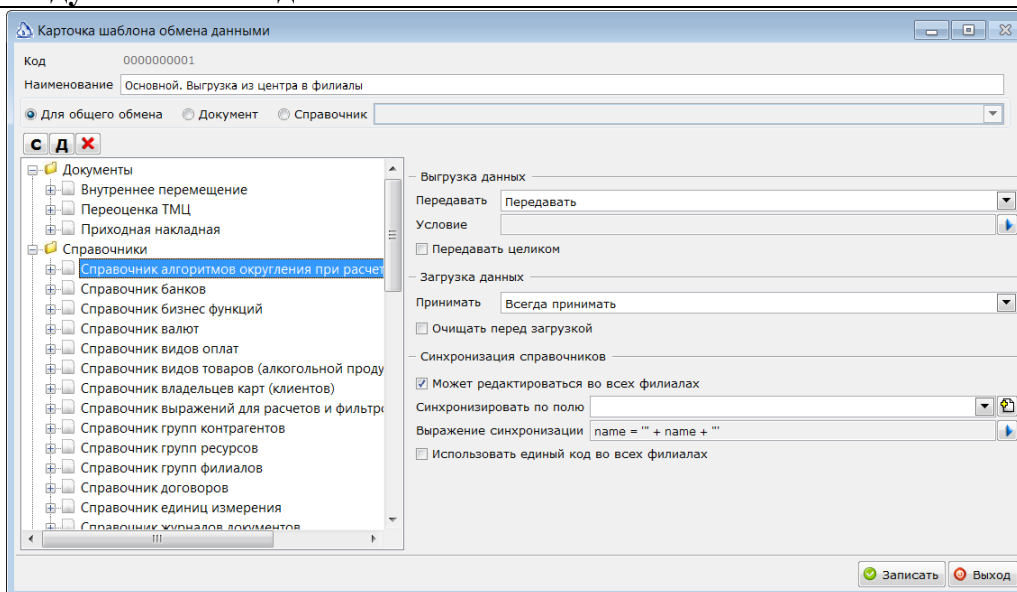 Карточка шаблона обмена данными
Код 0000000001
Наименование Основной. Выгрузка из центра в филиалы
Для общего обмена Документ Справочник
С Д
Документы
Внутреннее перемещение
Переоценка ТМЦ
Приходная накладная
Справочники
Справочник алгоритмов округления при расчет
Справочник банков
Справочник бизнес функций
Справочник валют
Справочник видов оплат
Справочник видов товаров (алкогольной проду
Справочник владельцев карт (клиентов)
Справочник выражений для расчетов и фильтро
Справочник групп контрагентов
Справочник групп ресурсов
Справочник групп филиалов
Справочник договоров
Справочник единиц измерения
Справочник журналов документов
Выгрузка данных
Передавать Передавать
Условие
Передавать целиком
Загрузка данных
Принимать Всегда принимать
Очищать перед загрузкой
Синхронизация справочников
Может редактироваться во всех филиалах
Синхронизировать по полю
Выражение синхронизации name = '" + name + "'
Использовать единый код во всех филиалах
Записать Выход